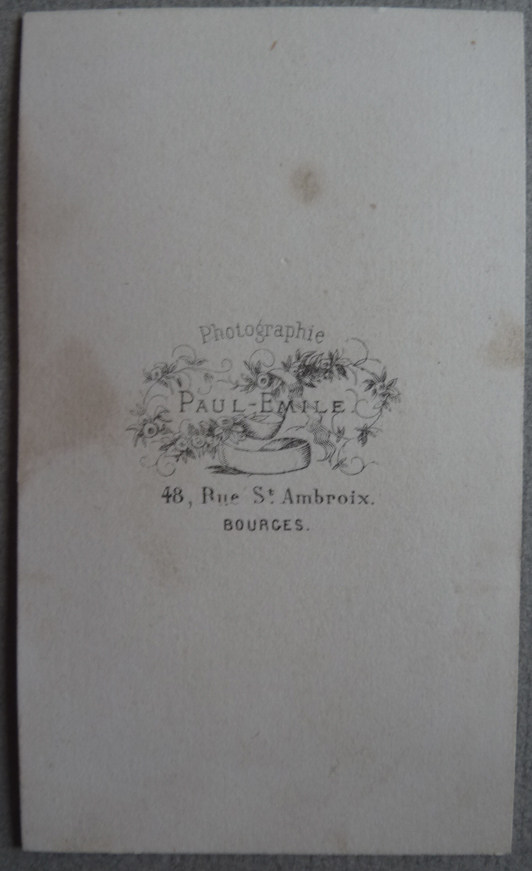 Photographie
PAUL-EMILE
48, Rue St Ambroix.
BOURGES.